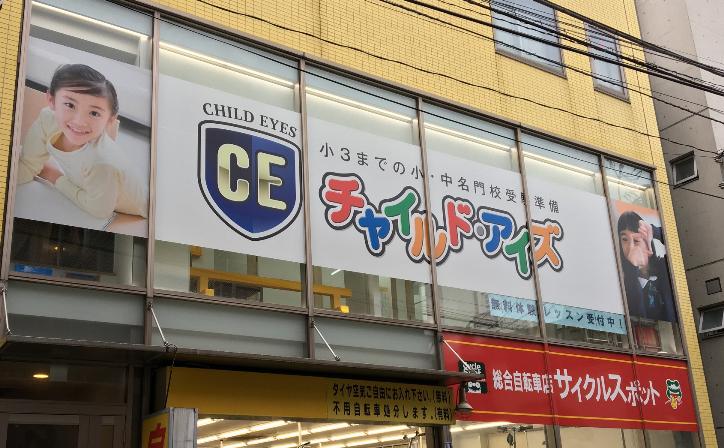 CHILD EYES
CE
小3までの小・中名門校受験準備
チャイルド・アイズ
無料体験レッスン受付中!
cycle
総合自転車店 サイクルスポット
タイヤ空気ご自由にお入れ下さい。(無料)
不用自転車処分します。(有料)
自